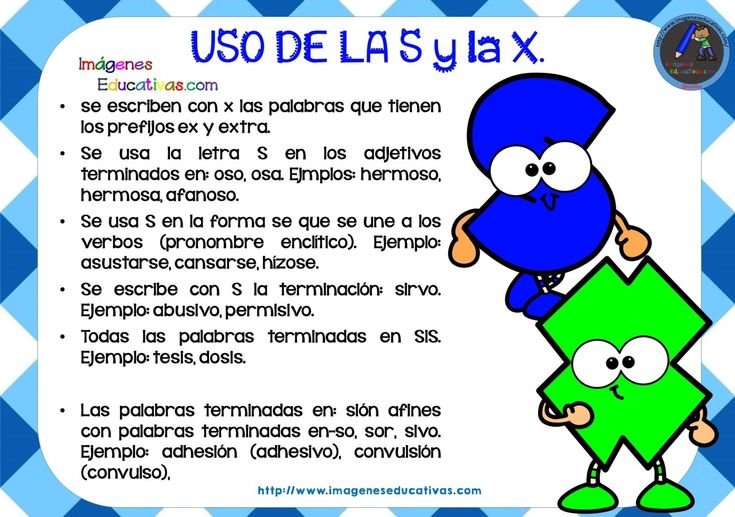 USO DE LA S y la X.
Imágenes
Educativas.com
• se escriben con x las palabras que tienen
los prefijos ex y extra.
• Se usa la letra S en los adjetivos
terminados en: oso, osa. Ejmplos: hermoso,
hermosa, afanoso.
• Se usa S en la forma se que se une a los
verbos (pronombre enclítico). Ejemplo:
asustarse, cansarse, hízose.
• Se escribe con S la terminación: sirvo.
Ejemplo: abusivo, permisivo.
• Todas las palabras terminadas en SIS.
Ejemplo: tesis, dosis.
• Las palabras terminadas en: sión afines
con palabras terminadas en-so, sor, sivo.
Ejemplo: adhesión (adhesivo), convulsión
(convulso),
http://www.imageneseducativas.com